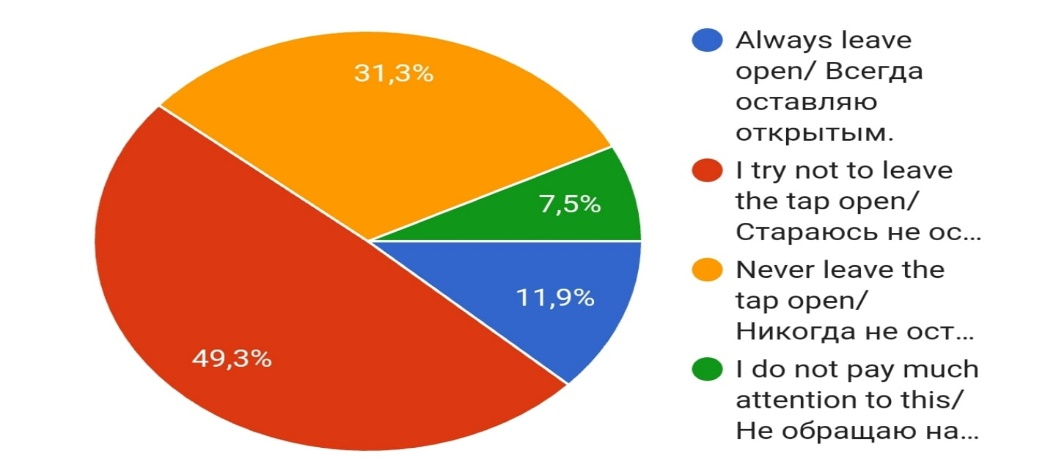 31,3%
7,5%
11,9%
49,3%
Always leave
open/ Всегда
оставляю
открытым.
I try not to leave
the tap open/
Стараюсь не ос...
Never leave the
tap open/
Никогда не ост...
I do not pay much
attention to this/
Не обращаю на...